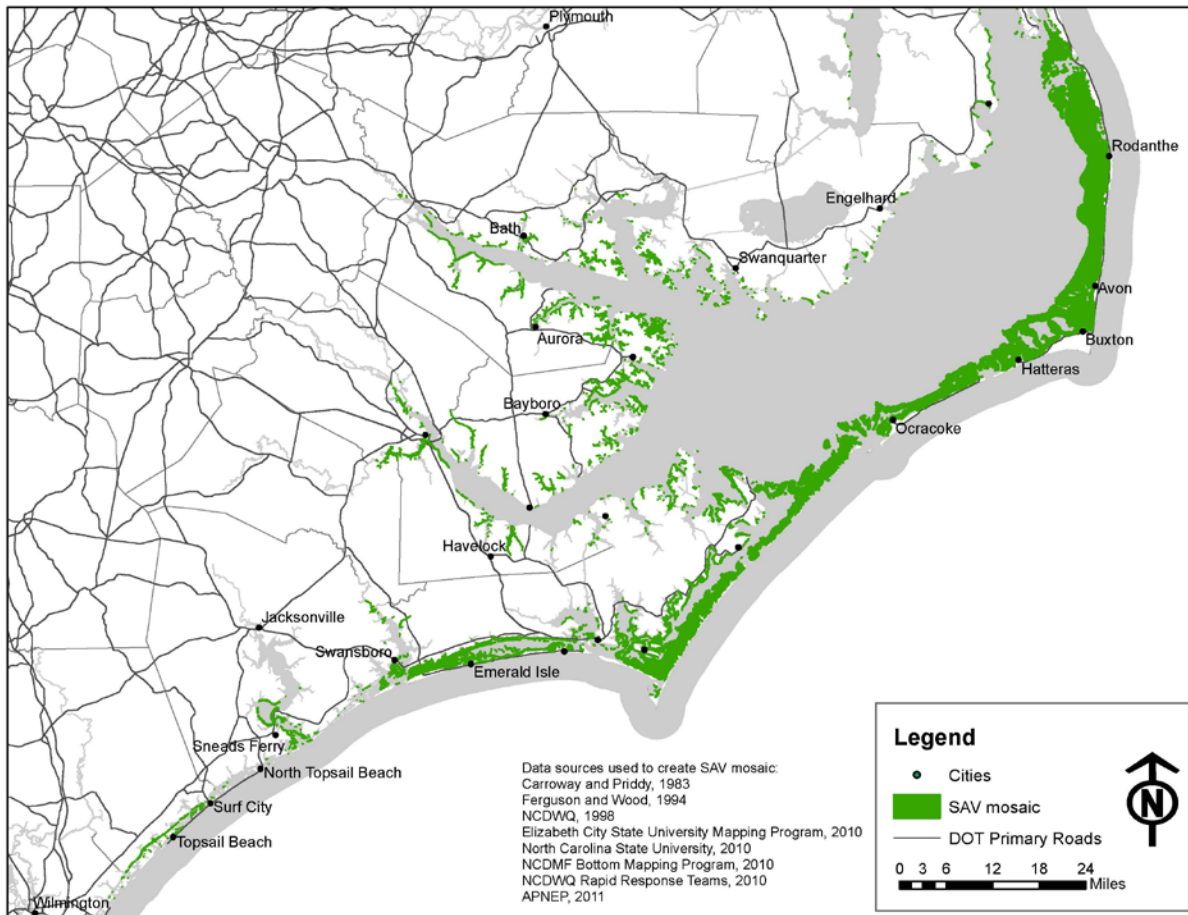 Plymouth
Rodanthe
Engelhard
Bath
Swanquarter
Avon
Aurora
Buxton
Hatteras
Bayboro
Ocracoke
Havelock
Jacksonville
Swansboro
Emerald Isle
Sneads Ferry
North Topsail Beach
Surf City
Topsail Beach
Wilmington
Data sources used to create SAV mosaic:
Carroway and Priddy, 1983
Ferguson and Wood, 1994
NCDWQ, 1998
Elizabeth City State University Mapping Program, 2010
North Carolina State University, 2010
NCDMF Bottom Mapping Program, 2010
NCDWQ Rapid Response Teams, 2010
APNEP, 2011
Legend
Cities
SAV mosaic
DOT Primary Roads
0 3 6 12 18 24
Miles
N